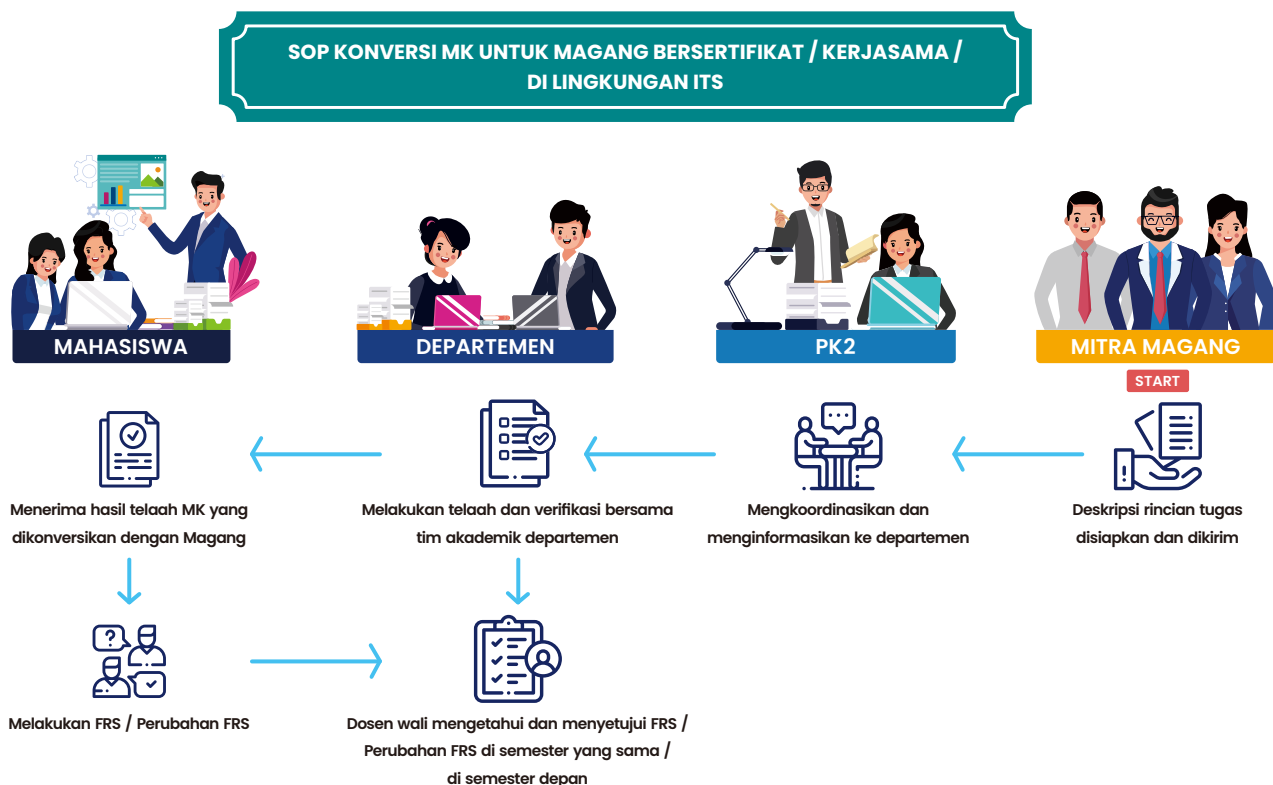 SOP KONVERSI MK UNTUK MAGANG BERSERTIFIKAT / KERJASAMA /
DI LINGKUNGAN ITS
MAHASISWA
DEPARTEMEN
PK2
MITRA MAGANG
START
Menerima hasil telaah MK yang
dikonversikan dengan Magang
Melakukan telaah dan verifikasi bersama
tim akademik departemen
Mengkoordinasikan dan
menginformasikan ke departemen
Deskripsi rincian tugas
disiapkan dan dikirim
Melakukan FRS / Perubahan FRS
Dosen wali mengetahui dan menyetujui FRS /
Perubahan FRS di semester yang sama /
di semester depan